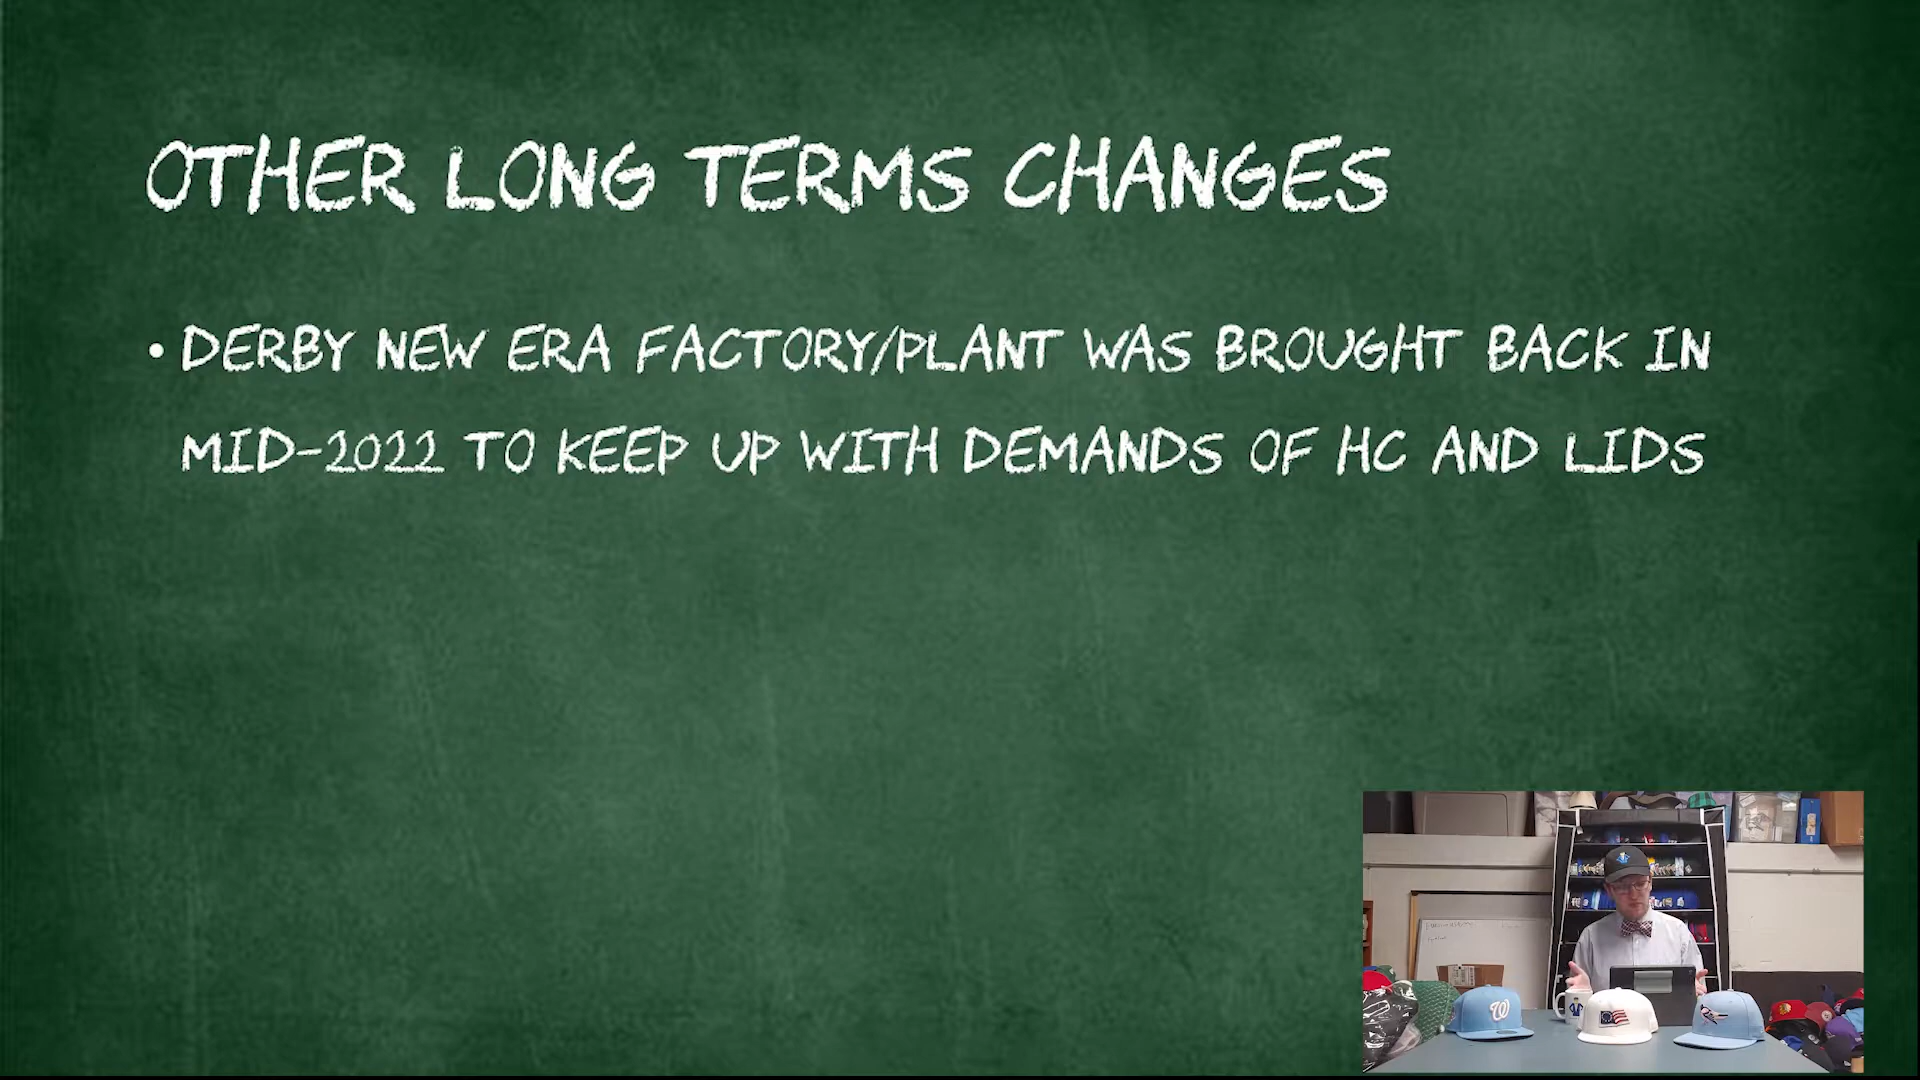 OTHER LONG TERMS CHANGES
• DERBY NEW ERA FACTORY/PLANT WAS BROUGHT BACK IN
MID-2022 TO KEEP UP WITH DEMANDS OF HC AND LIDS
W